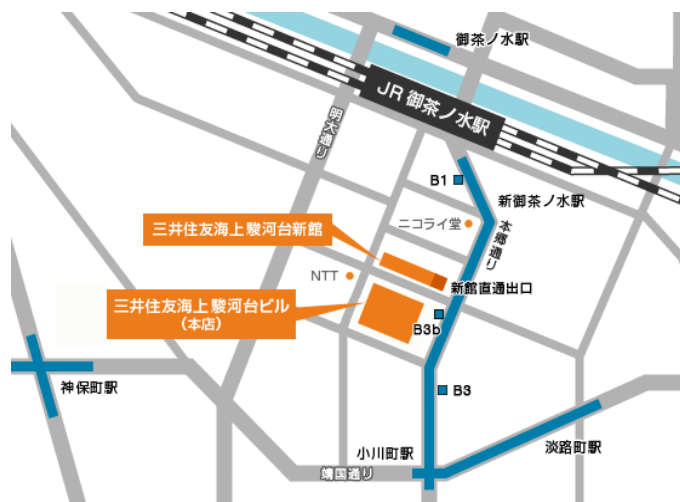 御茶ノ水駅
JR 御茶ノ水駅
明大通り
B1
新御茶ノ水駅
ニコライ堂
本郷通り
三井住友海上 駿河台新館
NTT
新館直通出口
三井住友海上 駿河台ビル
（本店）
B3b
神保町駅
B3
小川町駅
淡路町駅
靖国通り